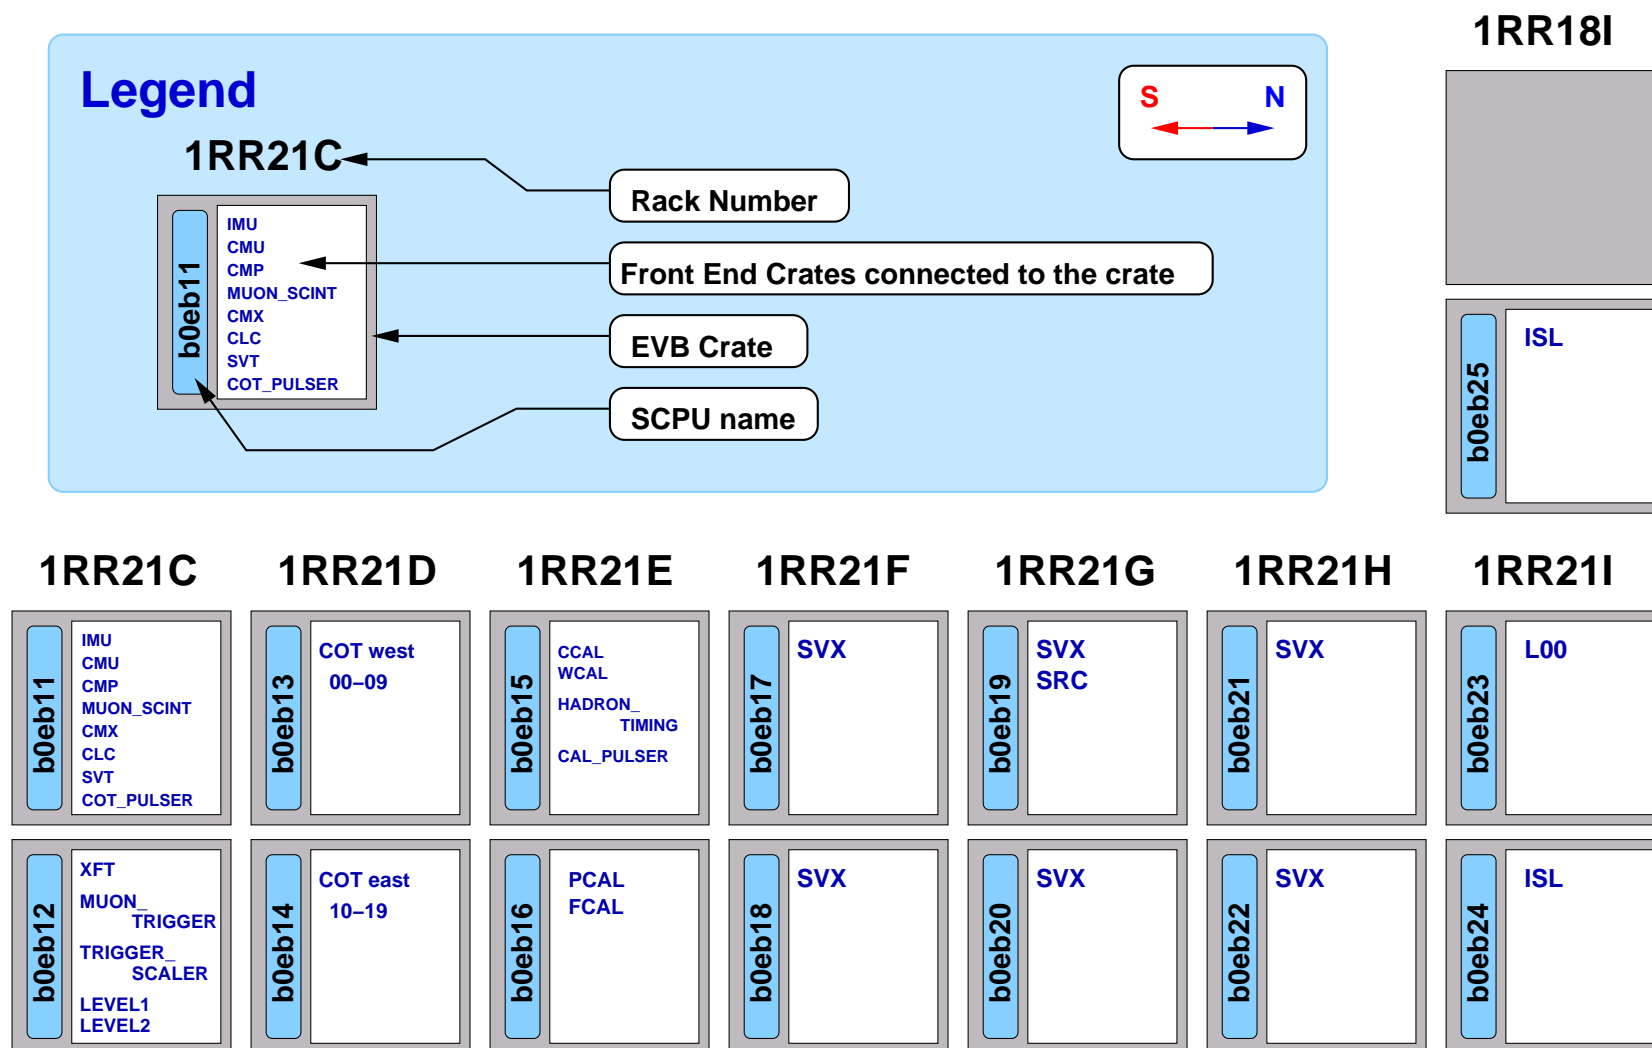 1RR18I
Legend
S N
1RR21C
Rack Number
IMU
CMU
CMP
MUON_SCINT
CMX
CLC
SVT
COT_PULSER
b0eb11
Front End Crates connected to the crate
EVB Crate
SCPU name
b0eb25
ISL
1RR21C
1RR21D
1RR21E
1RR21F
1RR21G
1RR21H
1RR21I
b0eb11
IMU
CMU
CMP
MUON_SCINT
CMX
CLC
SVT
COT_PULSER
b0eb13
COT west
00–09
b0eb15
CCAL
WCAL
HADRON_
TIMING
CAL_PULSER
b0eb17
SVX
b0eb19
SVX
SRC
b0eb21
SVX
b0eb23
L00
b0eb12
XFT
MUON_
TRIGGER
TRIGGER_
SCALER
LEVEL1
LEVEL2
b0eb14
COT east
10–19
b0eb16
PCAL
FCAL
b0eb18
SVX
b0eb20
SVX
b0eb22
SVX
b0eb24
ISL